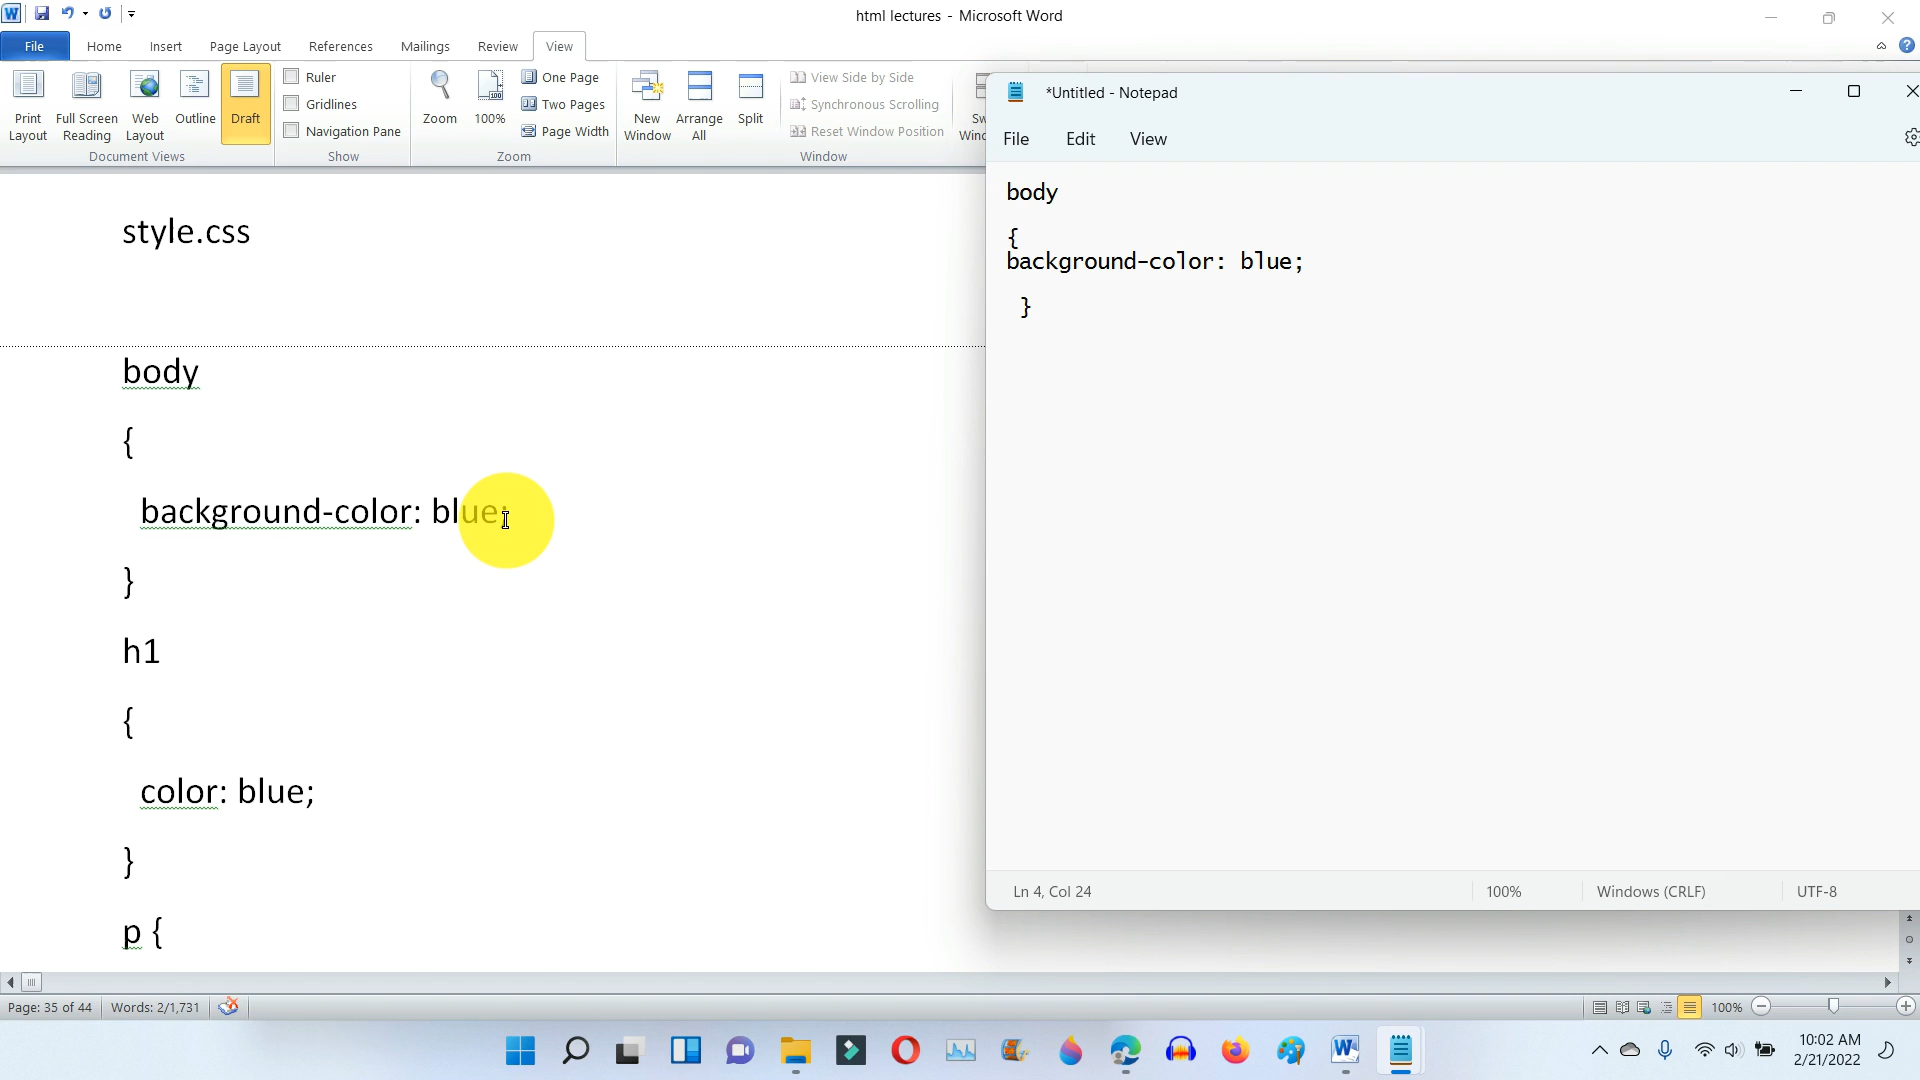 html lectures - Microsoft Word
File Home Insert Page Layout References Mailings Review View
Print Layout
Full Screen Reading
Web Layout
Outline
Draft
Document Views
Ruler
Gridlines
Navigation Pane
Show
Zoom
100%
One Page
Two Pages
Page Width
Zoom
New Window
Arrange All
Split
View Side by Side
Synchronous Scrolling
Reset Window Position
Window
style.css
body
{
background-color: blue;
}
h1
{
color: blue;
}
p {
*Untitled - Notepad
File Edit View
body
{
background-color: blue;
}
Ln 4, Col 24 100% Windows (CRLF) UTF-8
Page: 35 of 44 Words: 2/1,731 100%
10:02 AM
2/21/2022